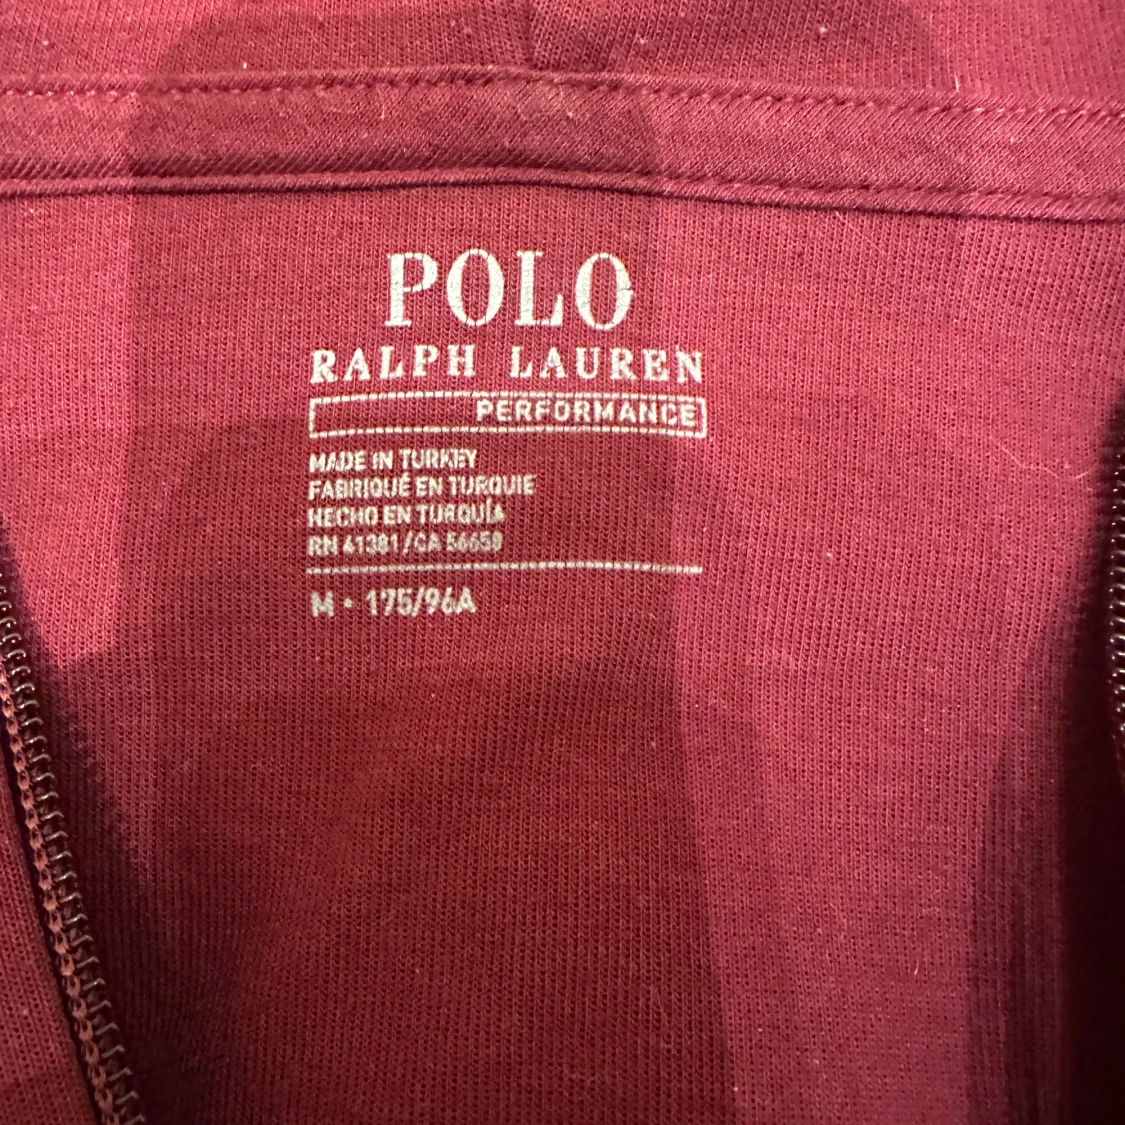 POLO
RALPH LAUREN
PERFORMANCE
MADE IN TURKEY
FABRIQUÉ EN TURQUIE
HECHO EN TURQUÍA
RN 41381/CA 56658
M • 175/96A